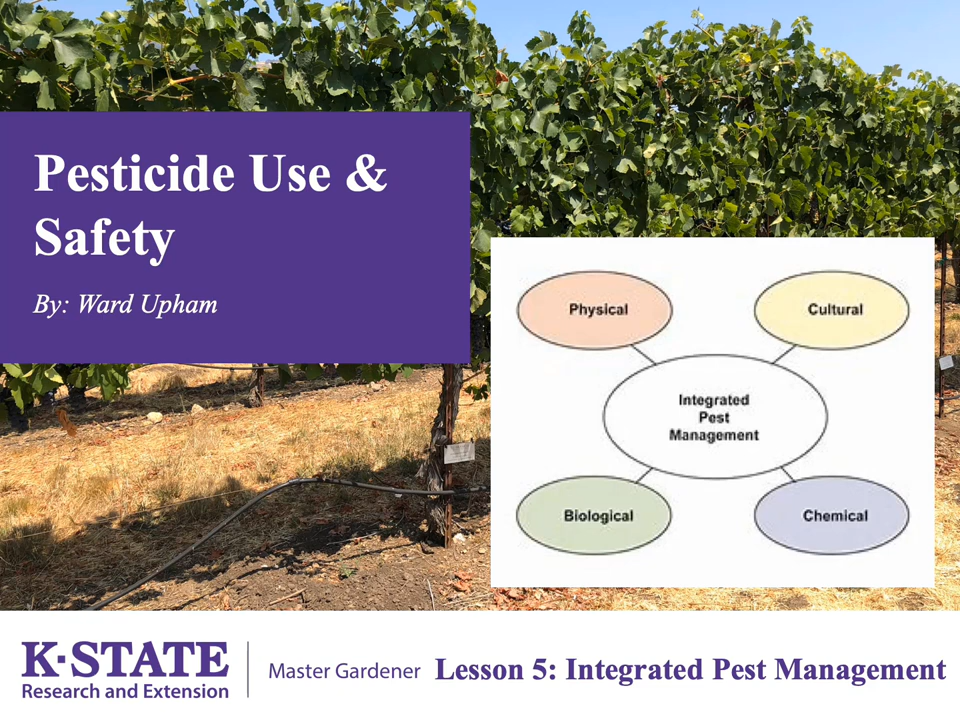 Pesticide Use &
Safety
By: Ward Upham
Physical
Cultural
Integrated
Pest
Management
Biological
Chemical
K-STATE
Research and Extension
Master Gardener
Lesson 5: Integrated Pest Management